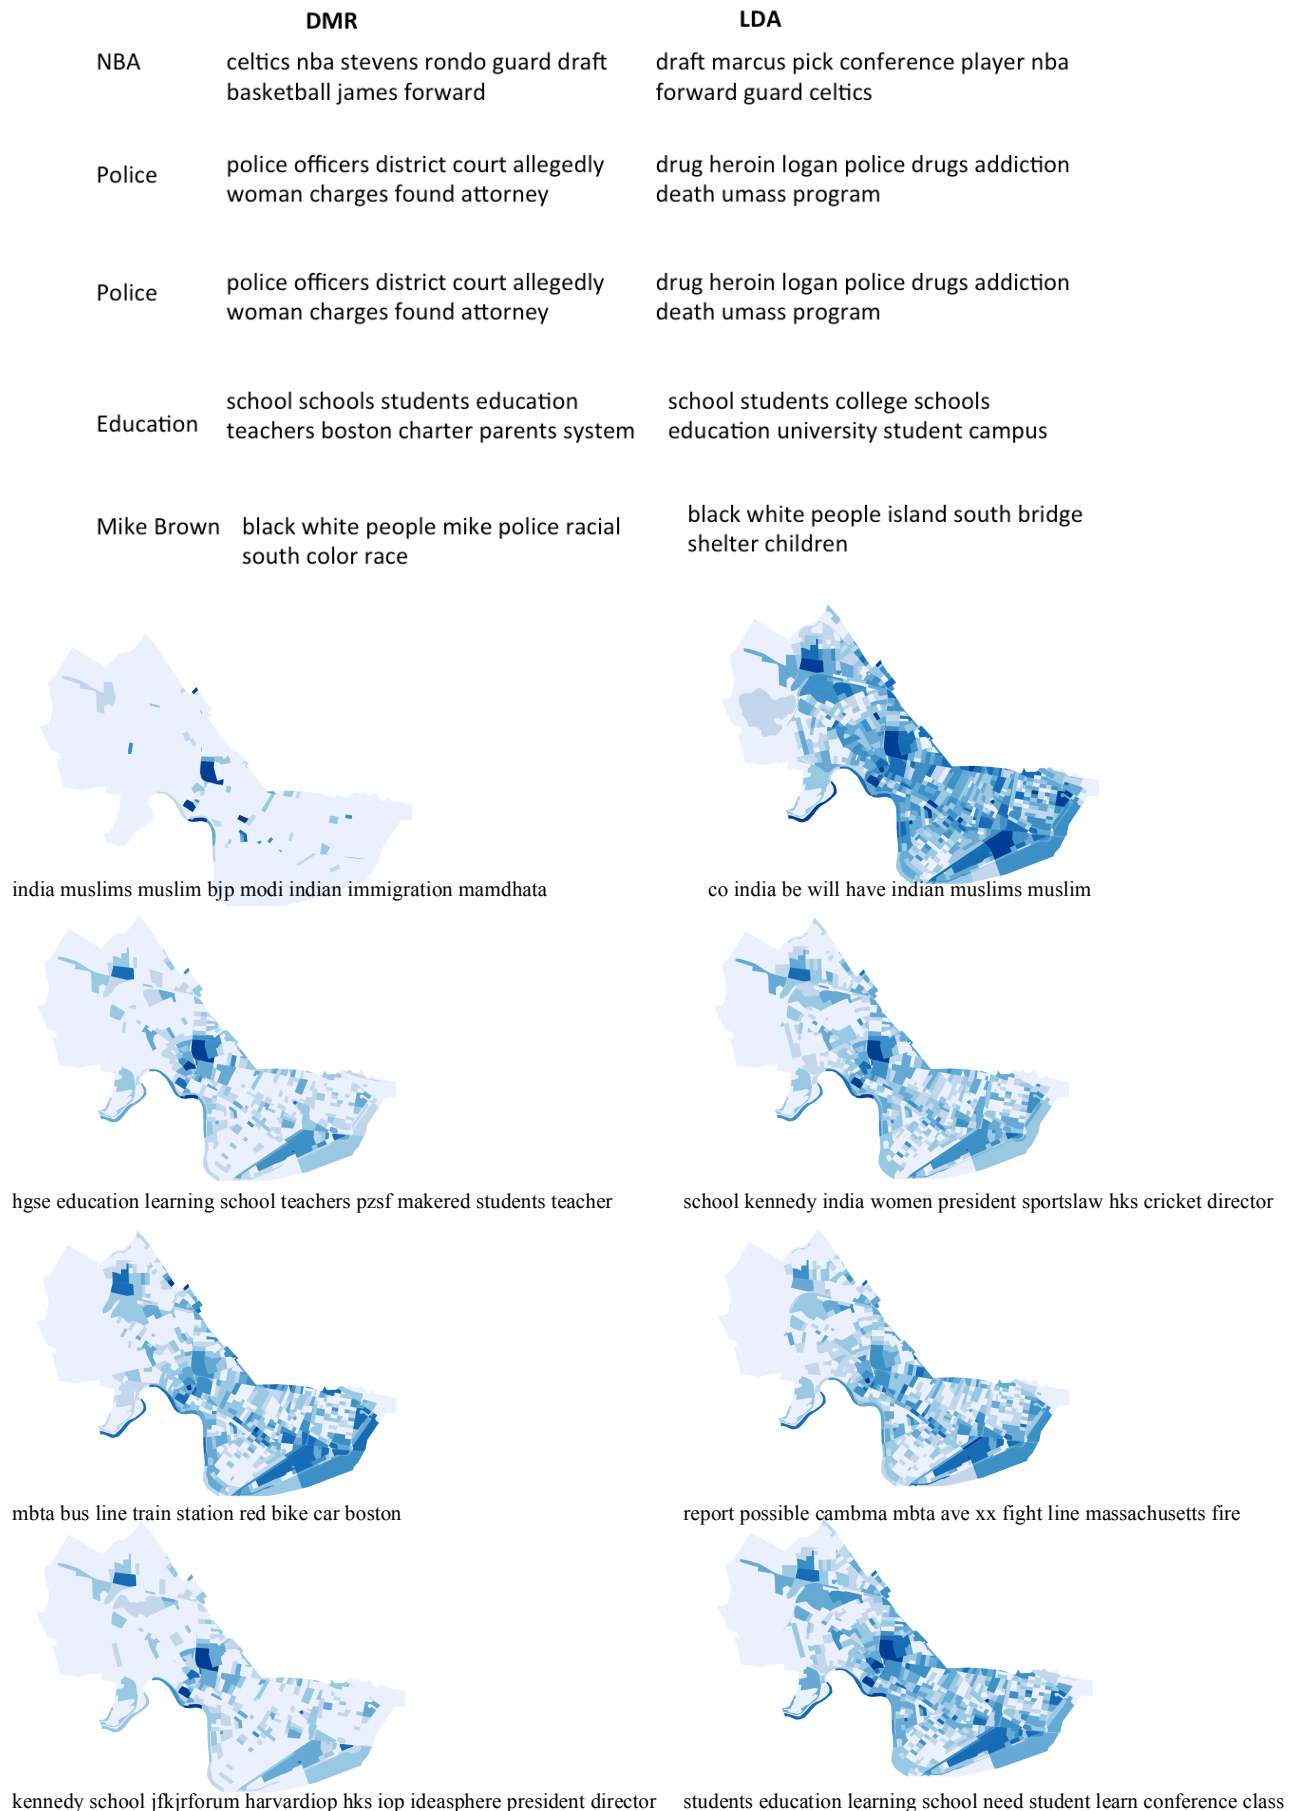 DMR LDA
NBA celtics nba stevens rondo guard draft draft marcus pick conference player nba
basketball james forward forward guard celtics
Police police officers district court allegedly drug heroin logan police drugs addiction
woman charges found attorney death umass program
Police police officers district court allegedly drug heroin logan police drugs addiction
woman charges found attorney death umass program
Education school schools students education school students college schools
teachers boston charter parents system education university student campus
Mike Brown black white people mike police racial black white people island south bridge
south color race shelter children
india muslims muslim bjp modi indian immigration mamdhata co india be will have indian muslims muslim
hgse education learning school teachers pzsf makered students teacher school kennedy india women president sportslaw hks cricket director
mbta bus line train station red bike car boston report possible cambma mbta ave xx fight line massachusetts fire
kennedy school jfkjrforum harvardiop hks iop ideasphere president director students education learning school need student learn conference class